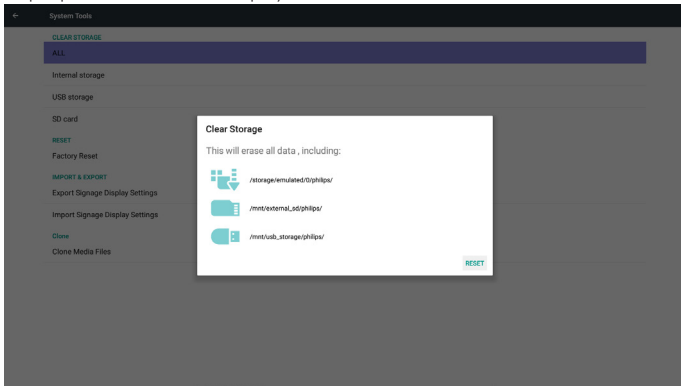 System Tools
CLEAR STORAGE
ALL
Internal storage
USB storage
SD card
RESET
Factory Reset
IMPORT & EXPORT
Export Signage Display Settings
Import Signage Display Settings
Clone
Clone Media Files
Clear Storage
This will erase all data , including:
/storage/emulated/0/philips/
/mnt/external_sd/philips/
/mnt/usb_storage/philips/
RESET